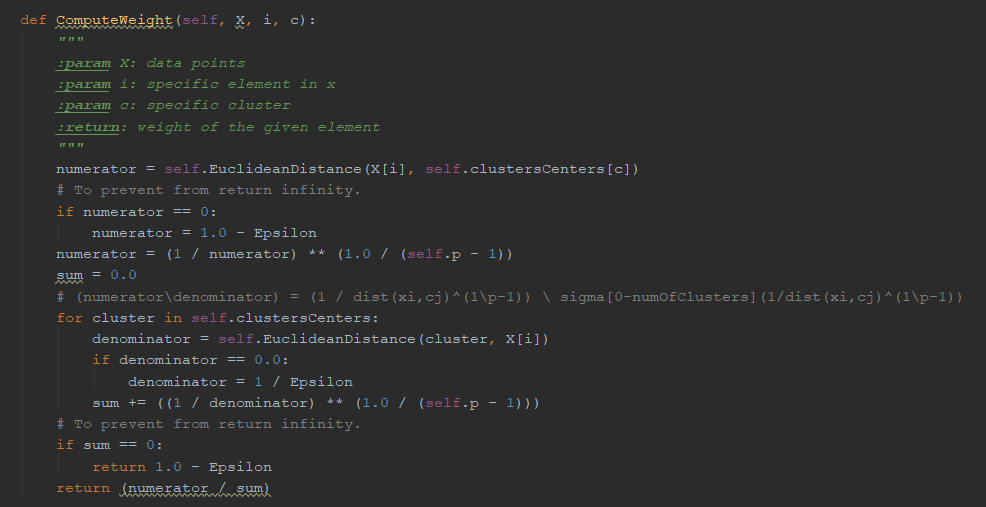 def ComputeWeight(self, X, i, c):
    """
    :param X: data points
    :param i: specific element in x
    :param c: specific cluster
    :return: weight of the given element
    """
    numerator = self.EuclideanDistance(X[i], self.clustersCenters[c])
    # To prevent from return infinity.
    if numerator == 0:
        numerator = 1.0 - Epsilon
    numerator = (1 / numerator) ** (1.0 / (self.p - 1))
    sum = 0.0
    # (numerator\denominator) = (1 / dist(xi,cj)^(1\p-1)) \ sigma[0-numOfClusters](1/dist(xi,cj)^(1\p-1))
    for cluster in self.clustersCenters:
        denominator = self.EuclideanDistance(cluster, X[i])
        if denominator == 0.0:
            denominator = 1 / Epsilon
        sum += ((1 / denominator) ** (1.0 / (self.p - 1)))
    # To prevent from return infinity.
    if sum == 0:
        return 1.0 - Epsilon
    return (numerator / sum)